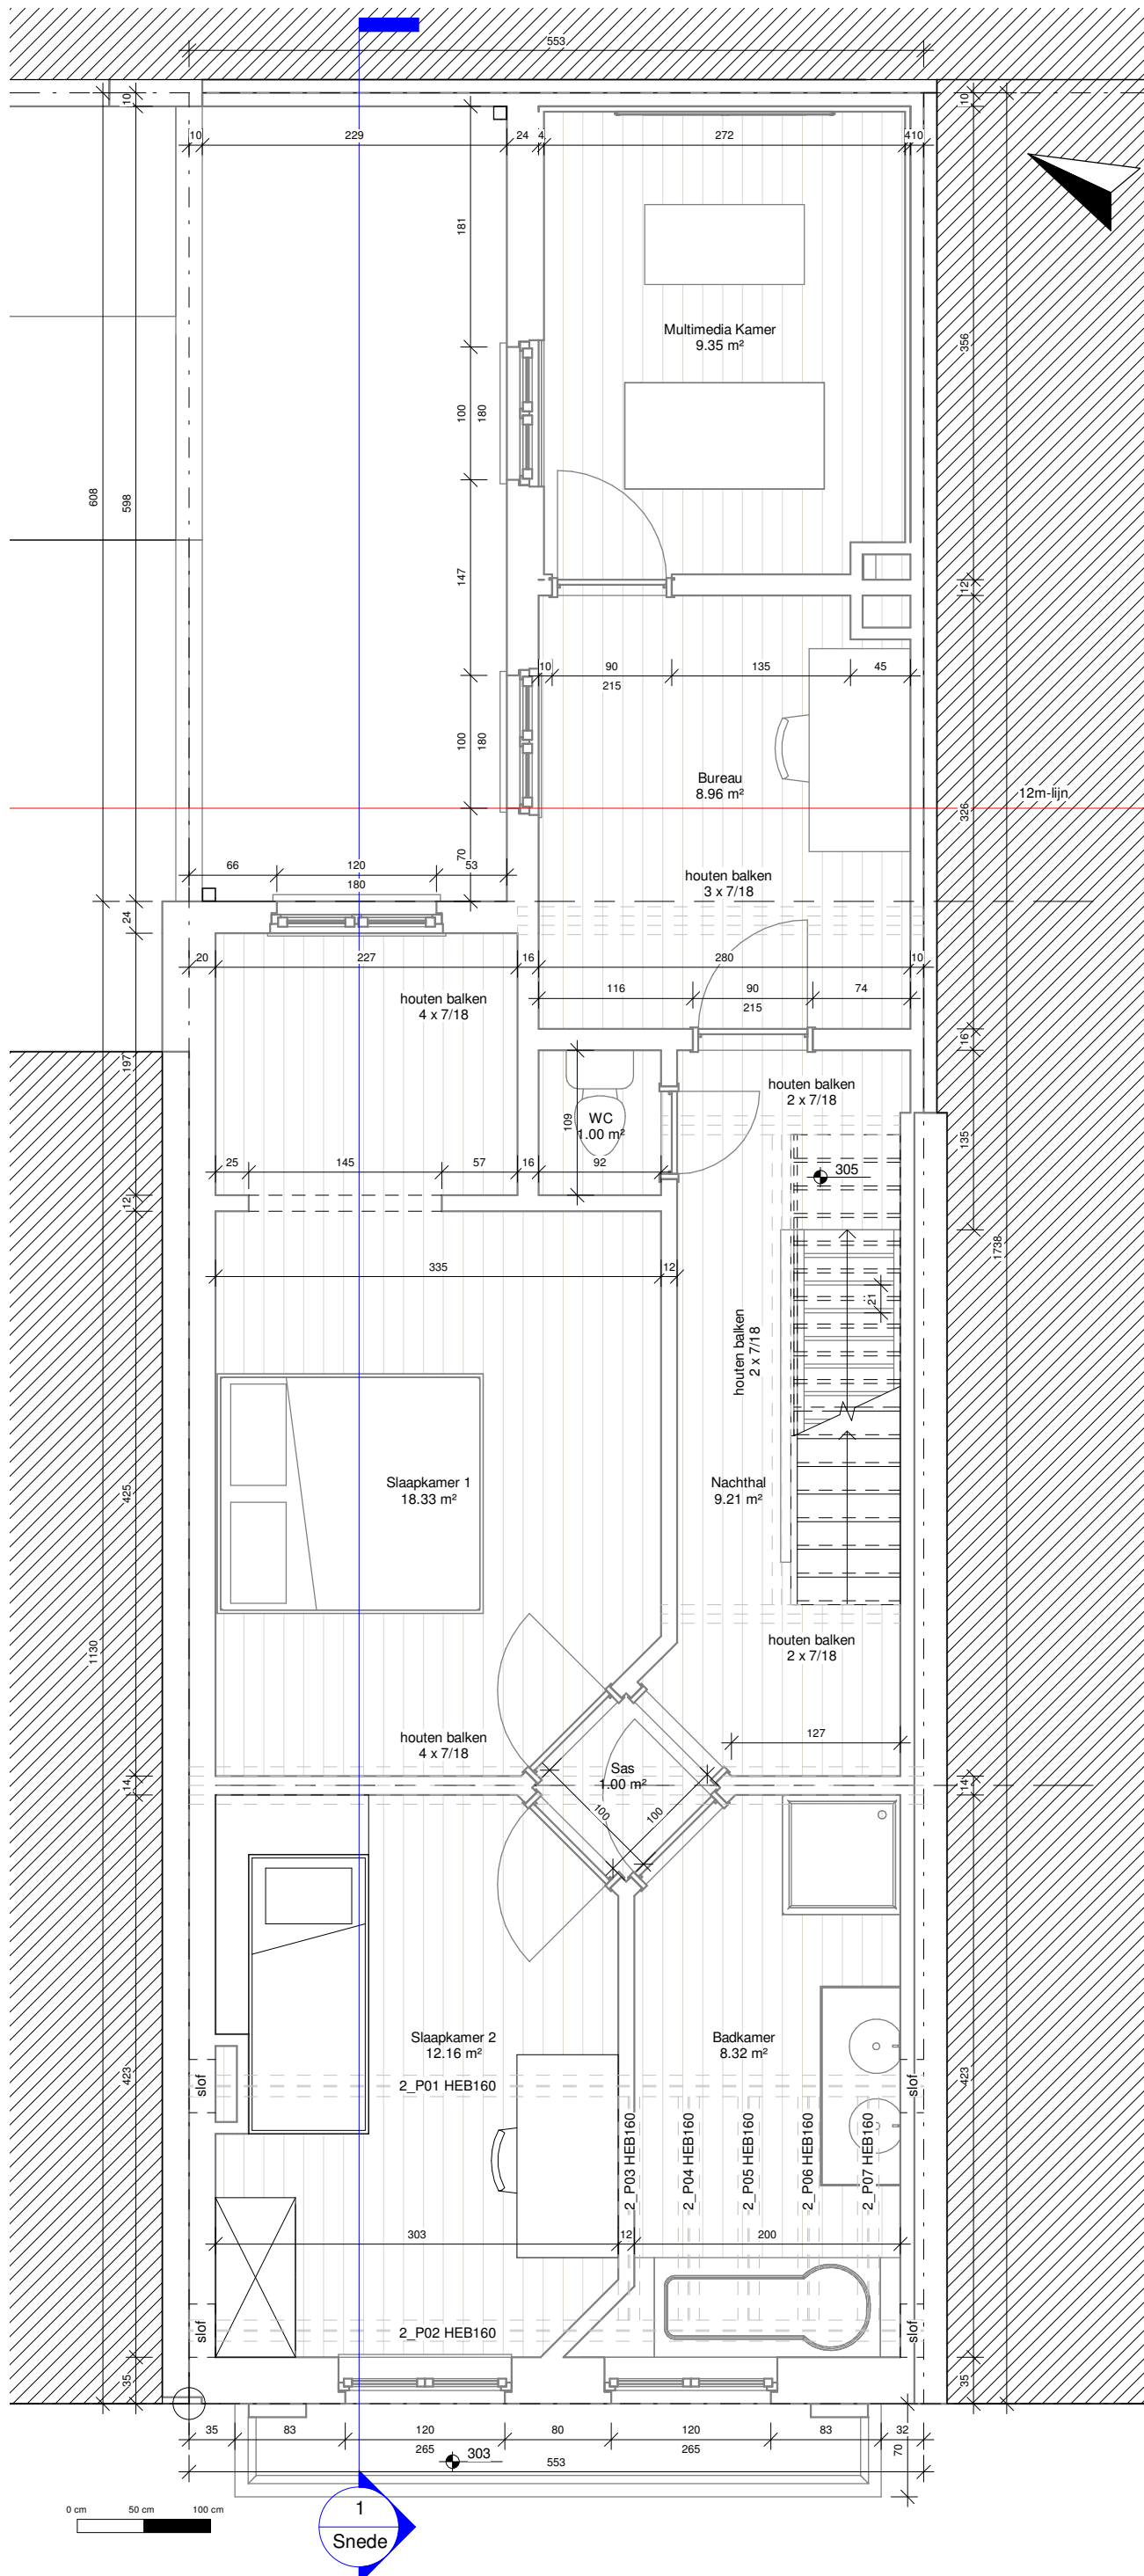 553
10
10
10
229
24
4
272
4
10
181
Multimedia Kamer
9.35 m²
356
100
180
608
598
147
12
10
90
135
45
215
100
180
Bureau
8.96 m²
12m-lijn
326
70
66
120
53
180
houten balken
3 x 7/18
24
20
227
16
280
10
houten balken
4 x 7/18
116
90
74
215
16
197
houten balken
2 x 7/18
109
WC
1.00 m²
135
305
25
145
57
16
92
12
1738
335
12
21
houten balken
2 x 7/18
Slaapkamer 1
18.33 m²
Nachthal
9.21 m²
425
1130
houten balken
2 x 7/18
houten balken
4 x 7/18
127
Sas
1.00 m²
14
14
100
100
Slaapkamer 2
12.16 m²
Badkamer
8.32 m²
2_P01 HEB160
slof
slof
423
423
2_P03 HEB160
2_P04 HEB160
2_P05 HEB160
2_P06 HEB160
2_P07 HEB160
303
12
200
2_P02 HEB160
slof
slof
35
35
35
83
120
80
120
83
32
265
265
70
303
553
0 cm
50 cm
100 cm
1
Snede